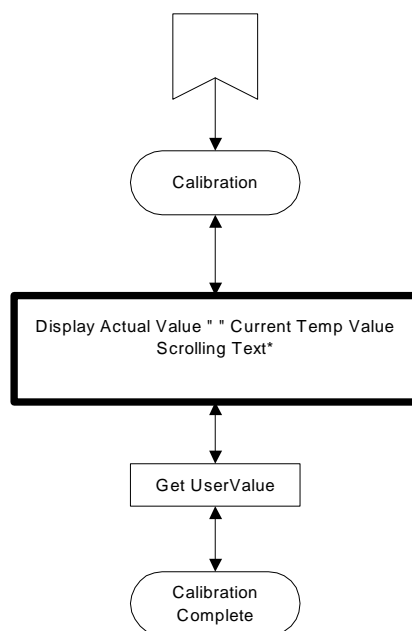 Calibration
Display Actual Value " " Current Temp Value
Scrolling Text*
Get UserValue
Calibration
Complete